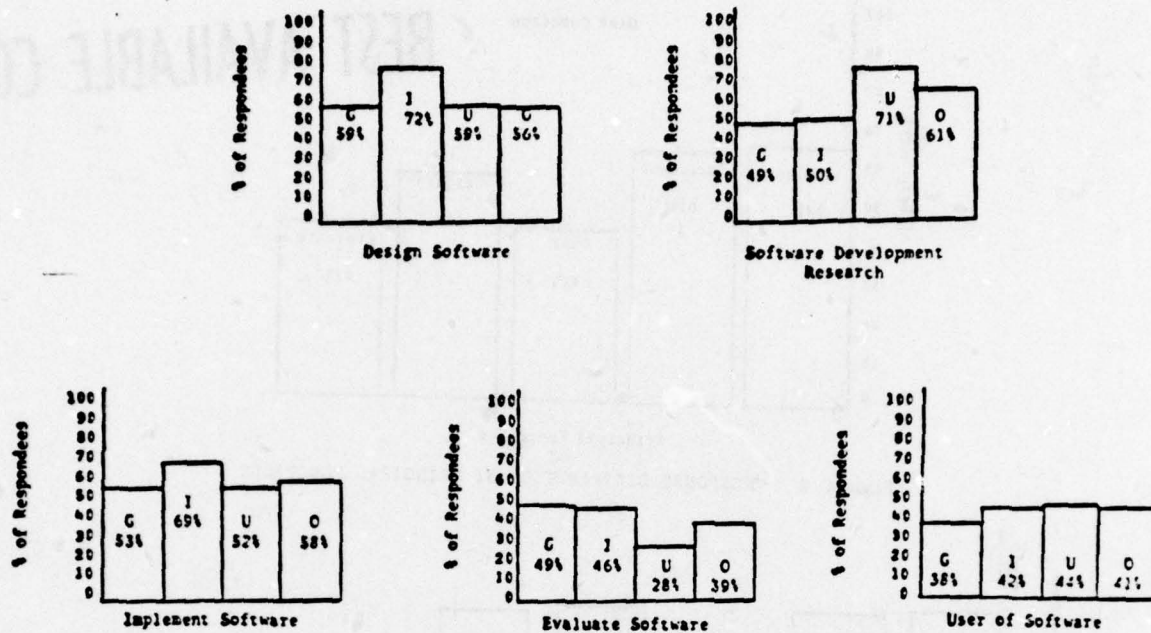 % of Respondees
100
90
80
70
60
50
40
30
20
10
0
G
59%
I
72%
U
59%
O
56%
Design Software
% of Respondees
100
90
80
70
60
50
40
30
20
10
0
G
49%
I
50%
U
71%
O
61%
Software Development
Research
% of Respondees
100
90
80
70
60
50
40
30
20
10
0
G
53%
I
69%
U
52%
O
58%
Implement Software
% of Respondees
100
90
80
70
60
50
40
30
20
10
0
G
49%
I
46%
U
28%
O
39%
Evaluate Software
% of Respondees
100
90
80
70
60
50
40
30
20
10
0
G
38%
I
42%
U
44%
O
41%
User of Software
BEST AVAILABLE CO